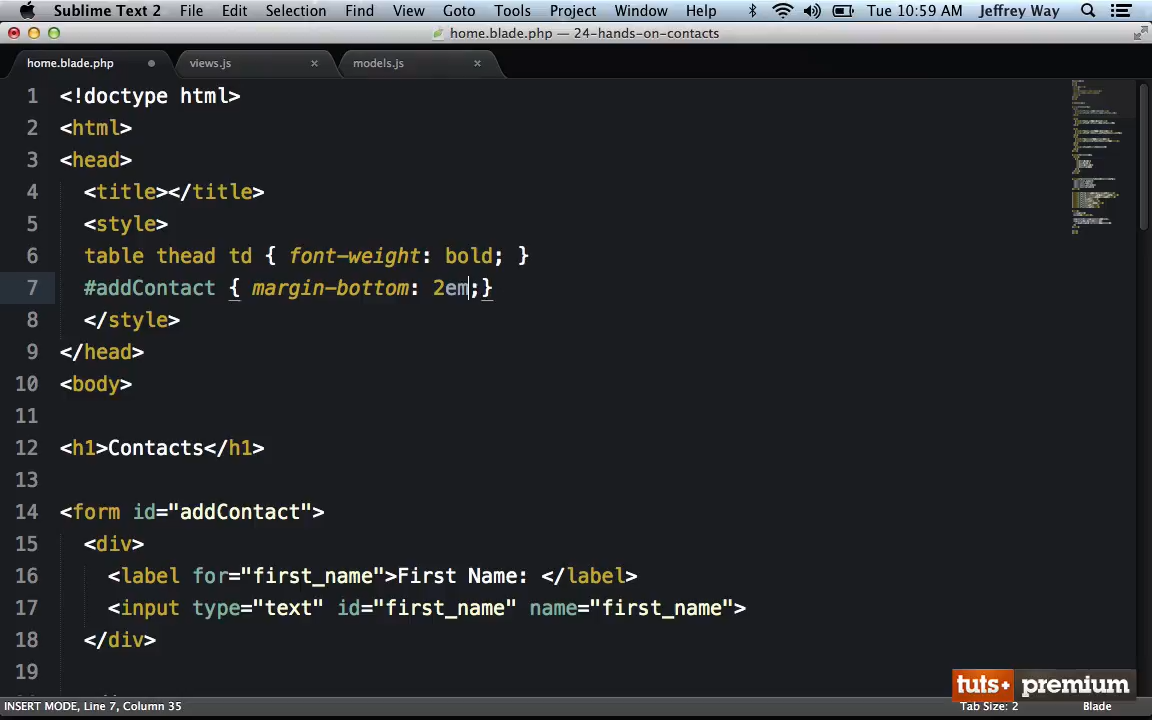 Sublime Text 2 File Edit Selection Find View Goto Tools Project Window Help Tue 10:59 AM Jeffrey Way
home.blade.php — 24-hands-on-contacts
home.blade.php views.js models.js
1 <!doctype html>
2 <html>
3 <head>
4 <title></title>
5 <style>
6 table thead td { font-weight: bold; }
7 #addContact { margin-bottom: 2em;}
8 </style>
9 </head>
10 <body>
11
12 <h1>Contacts</h1>
13
14 <form id="addContact">
15 <div>
16 <label for="first_name">First Name: </label>
17 <input type="text" id="first_name" name="first_name">
18 </div>
19
tuts+ premium
INSERT MODE, Line 7, Column 35 Tab Size: 2 Blade